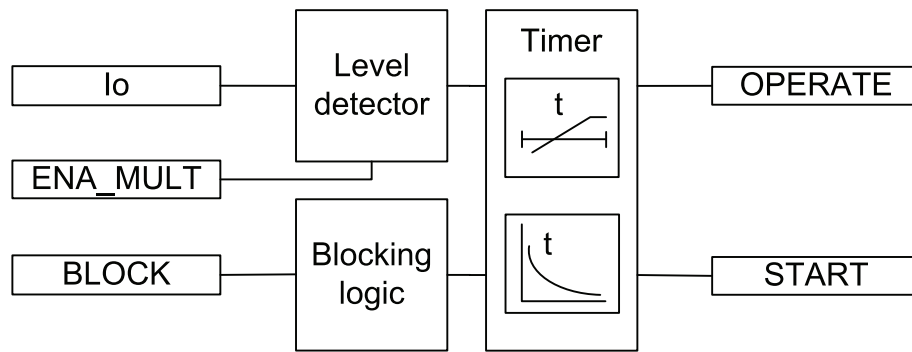 Io
ENA_MULT
BLOCK
Level
detector
Blocking
logic
Timer
t
t
OPERATE
START